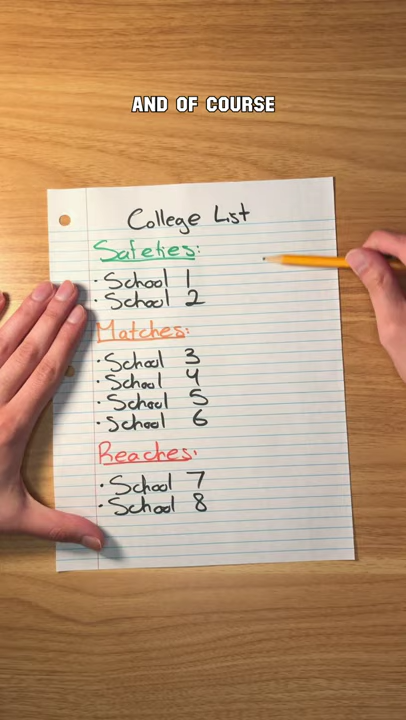 AND OF COURSE
College List
Safeties:
· School 1
· School 2
Matches:
· School 3
· School 4
· School 5
· School 6
Reaches:
· School 7
· School 8